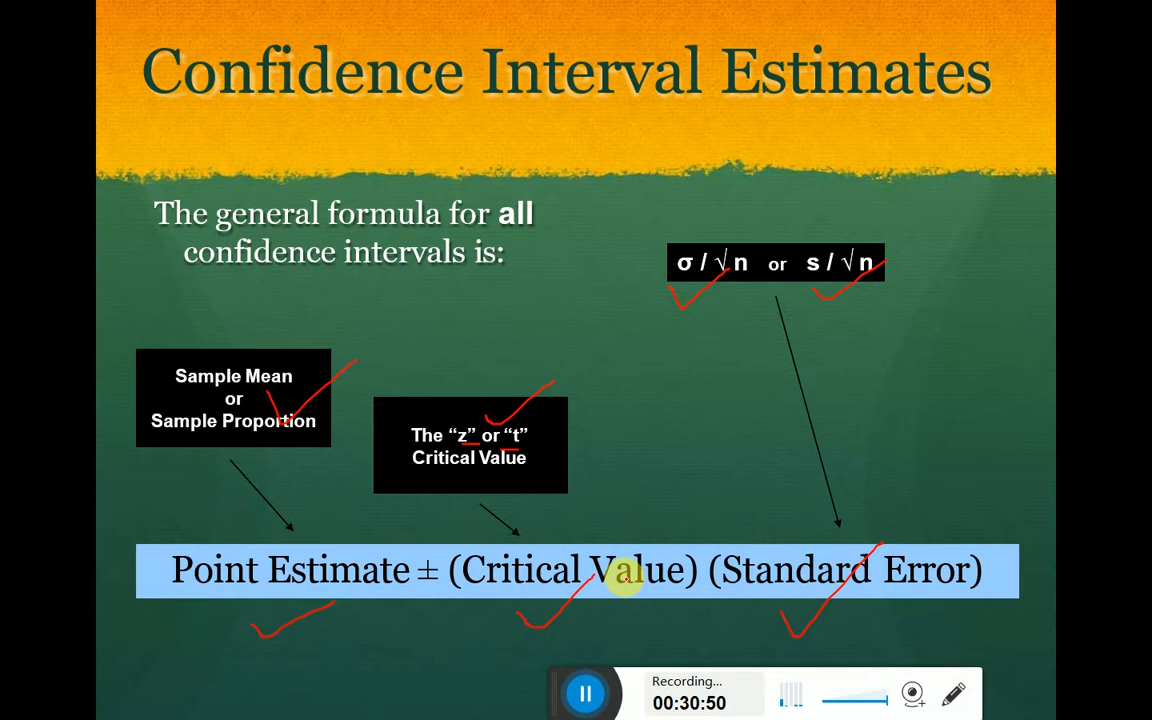 Confidence Interval Estimates
The general formula for all
confidence intervals is:
σ / √ n or s / √ n
Sample Mean
or
Sample Proportion
The “z” or “t”
Critical Value
Point Estimate ± (Critical Value) (Standard Error)
Recording...
00:30:50